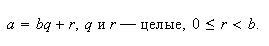 a = bq + r, q и r — целые, 0 ≤ r < b.